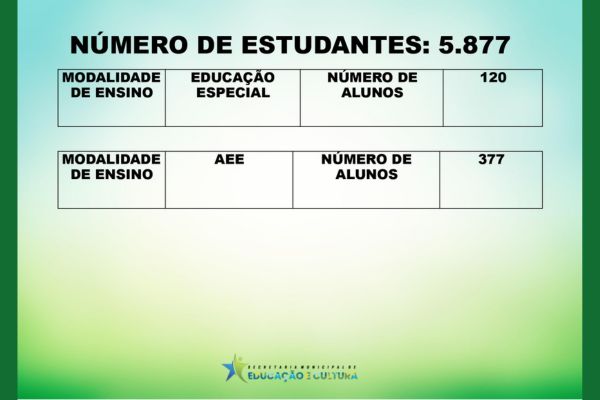 NÚMERO DE ESTUDANTES: 5.877
MODALIDADE DE ENSINO EDUCAÇÃO ESPECIAL NÚMERO DE ALUNOS 120
MODALIDADE DE ENSINO AEE NÚMERO DE ALUNOS 377
SECRETARIA MUNICIPAL DE
EDUCAÇÃO E CULTURA